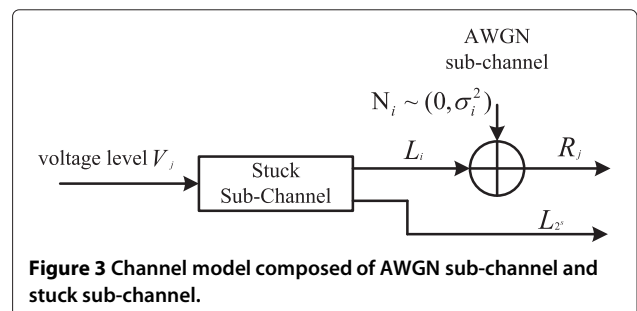 AWGN
sub-channel
N_i ~ (0, σ_i^2)
voltage level V_j
Stuck
Sub-Channel
L_i
R_j
L_{2^s}
Figure 3 Channel model composed of AWGN sub-channel and
stuck sub-channel.